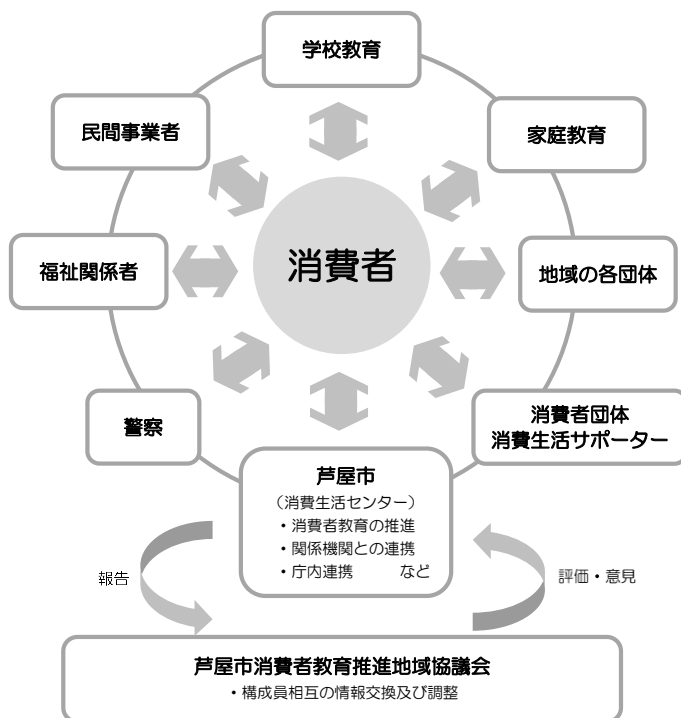 学校教育
民間事業者
家庭教育
消費者
福祉関係者
地域の各団体
警察
消費者団体
消費生活サポーター
芦屋市
（消費生活センター）
・消費者教育の推進
・関係機関との連携
・庁内連携　　など
報告
評価・意見
芦屋市消費者教育推進地域協議会
・構成員相互の情報交換及び調整